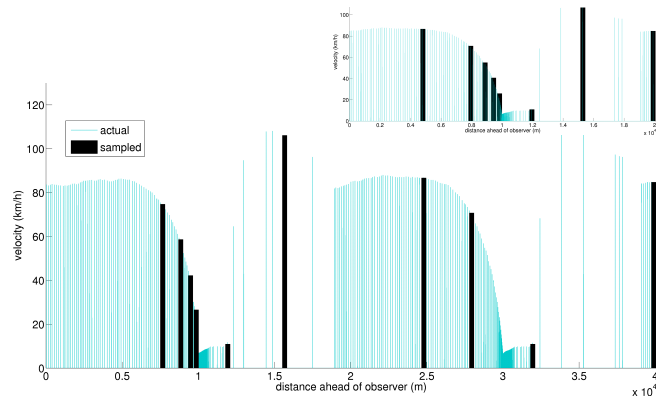 100
80
60
40
20
0
velocity (km/h)
0 0.2 0.4 0.6 0.8 1 1.2 1.4 1.6 1.8 2
distance ahead of observer (m)
x 10⁴
120
100
80
60
40
20
0
velocity (km/h)
actual
sampled
0 0.5 1 1.5 2 2.5 3 3.5 4
distance ahead of observer (m)
x 10⁴